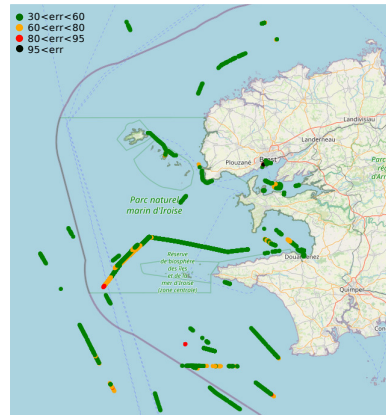 30<err<60
60<err<80
80<err<95
95<err
Landivisiau
Landerneau
Plouzané
Brest
Parc naturel
marin d'Iroise
Réserve
de biosphère
des îles
et de la
mer d'Iroise
(zone centrale)
Douarnenez
Quimper